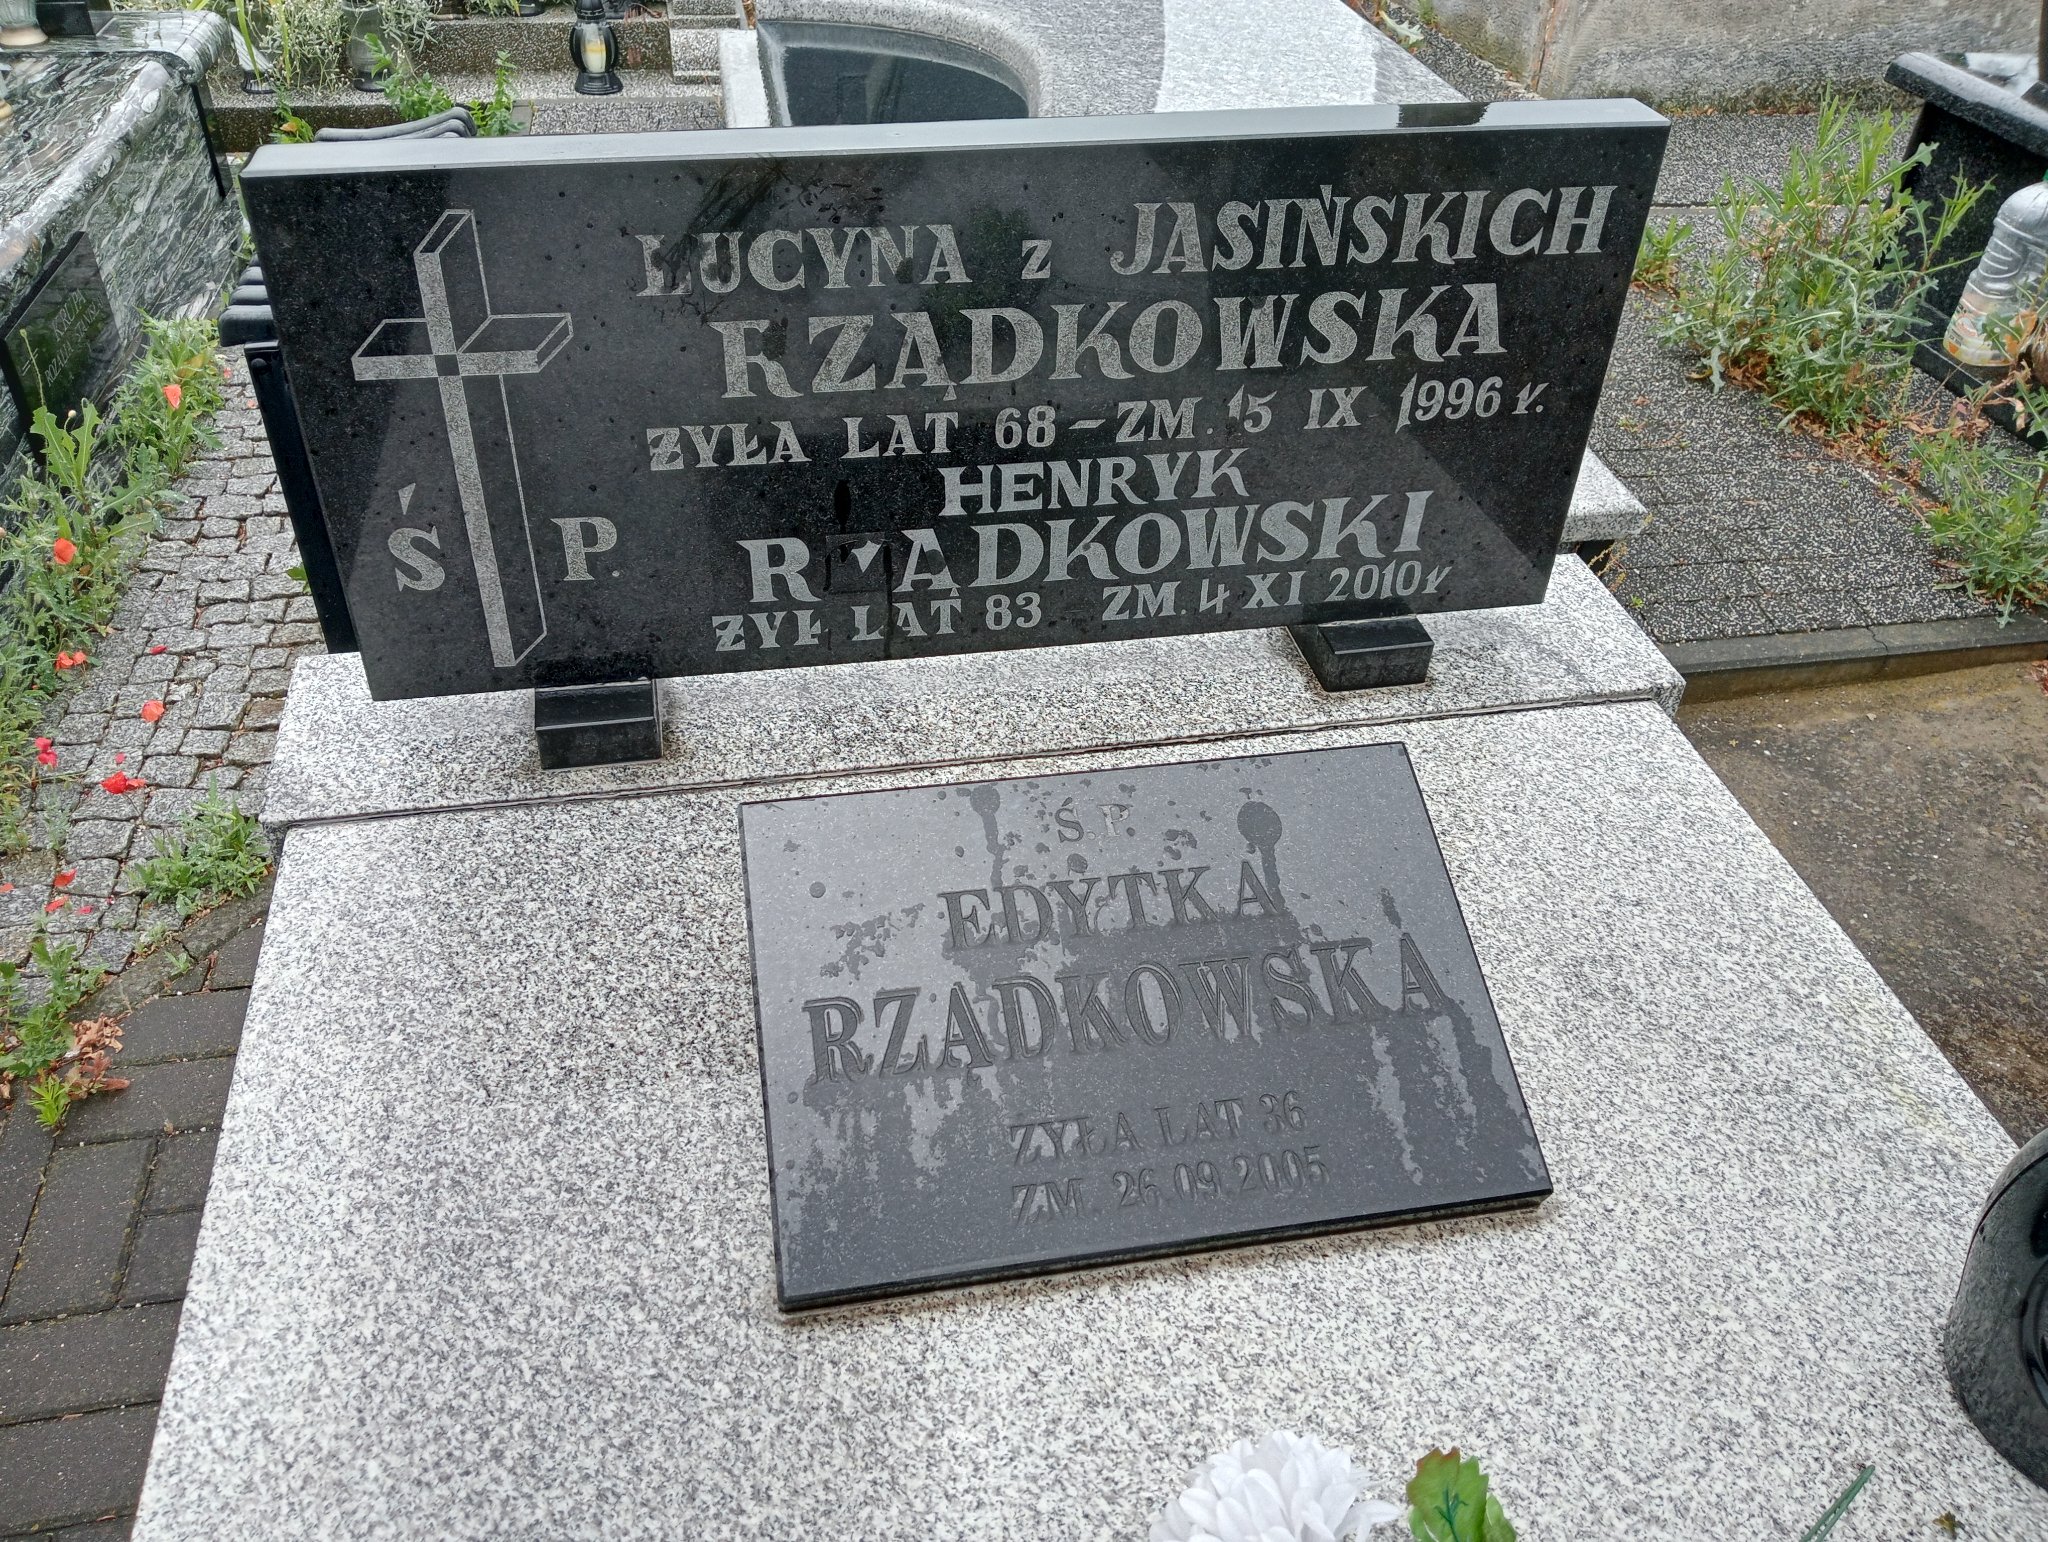 LUCYNA z JASIŃSKICH
RZĄDKOWSKA
ŻYŁA LAT 68 - ZM. 15 IX 1996 r.
HENRYK
RZĄDKOWSKI
ŻYŁ LAT 83 - ZM. 4 XI 2010 r
Ś P.
Ś.P
EDYTKA
RZĄDKOWSKA
ŻYŁA LAT 36
ZM. 26.09.2005